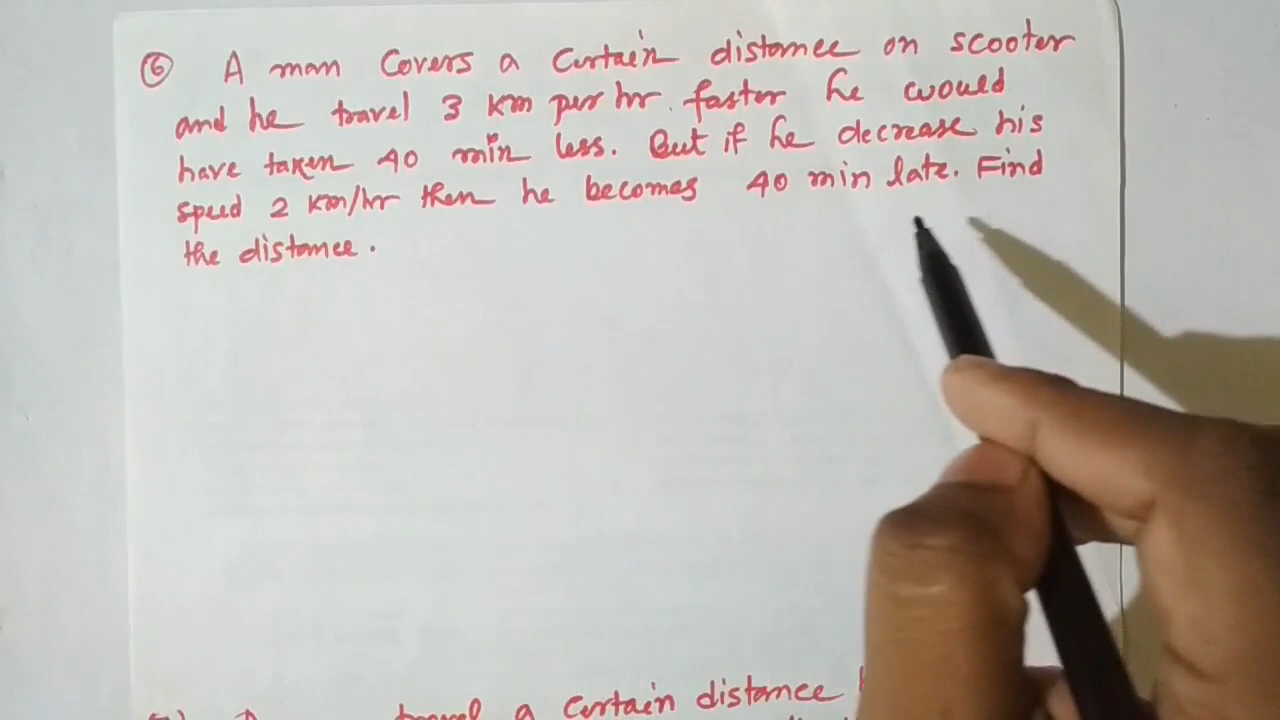 ⑥ A man Covers a Certain distance on scooter
and he travel 3 km per hr. faster he would
have taken 40 min less. But if he decrease his
speed 2 km/hr then he becomes 40 min late. Find
the distance.
travel a certain distance